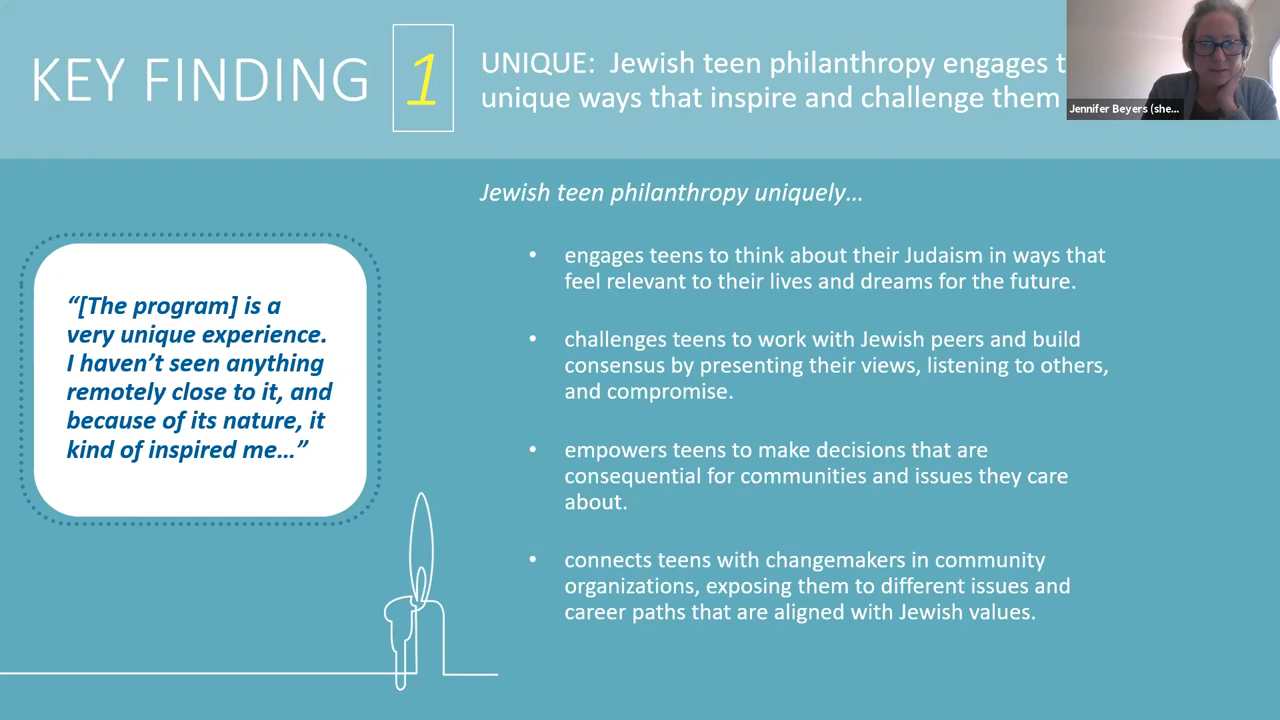 KEY FINDING
1
UNIQUE: Jewish teen philanthropy engages
unique ways that inspire and challenge them
Jennifer Beyers (she...
Jewish teen philanthropy uniquely…
“[The program] is a
very unique experience.
I haven’t seen anything
remotely close to it, and
because of its nature, it
kind of inspired me…”
• engages teens to think about their Judaism in ways that
feel relevant to their lives and dreams for the future.
• challenges teens to work with Jewish peers and build
consensus by presenting their views, listening to others,
and compromise.
• empowers teens to make decisions that are
consequential for communities and issues they care
about.
• connects teens with changemakers in community
organizations, exposing them to different issues and
career paths that are aligned with Jewish values.